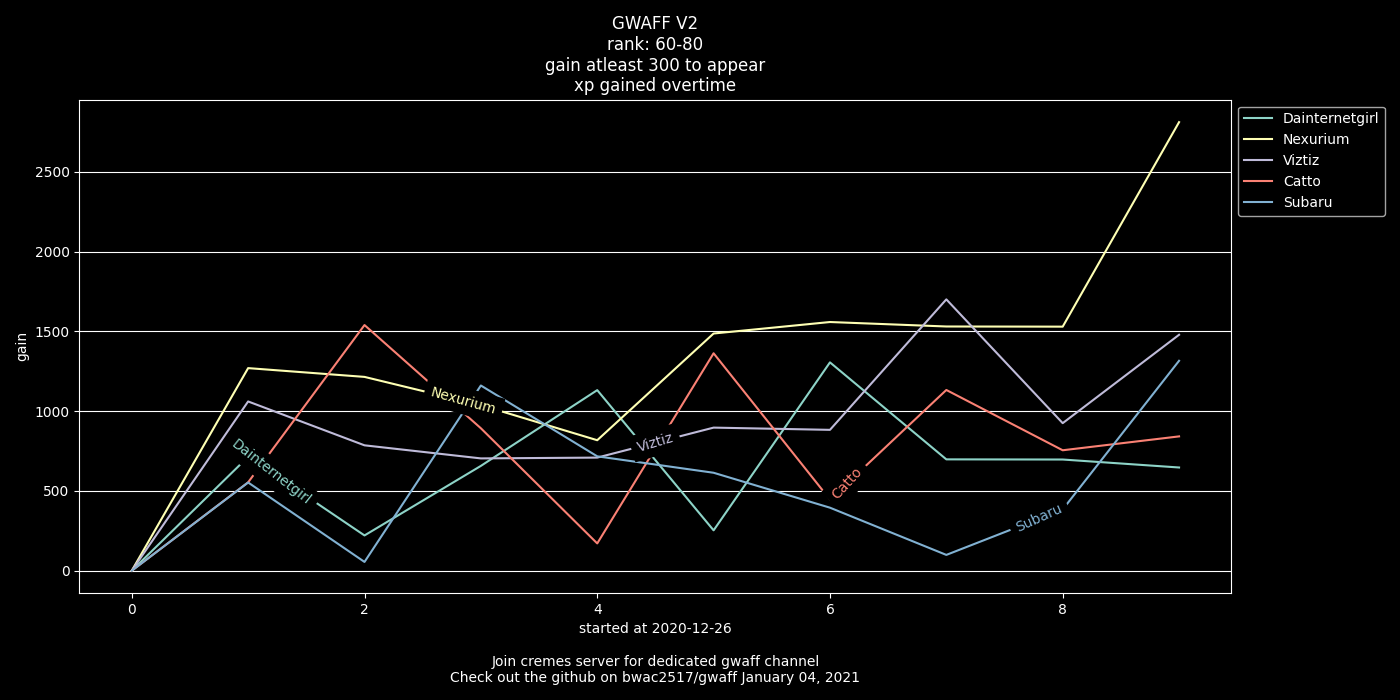 GWAFF V2
rank: 60-80
gain atleast 300 to appear
xp gained overtime
Dainternetgirl
Nexurium
Viztiz
Catto
Subaru
2500
2000
1500
1000
500
0
gain
Dainternetgirl
Nexurium
Viztiz
Catto
Subaru
0 2 4 6 8
started at 2020-12-26
Join cremes server for dedicated gwaff channel
Check out the github on bwac2517/gwaff January 04, 2021